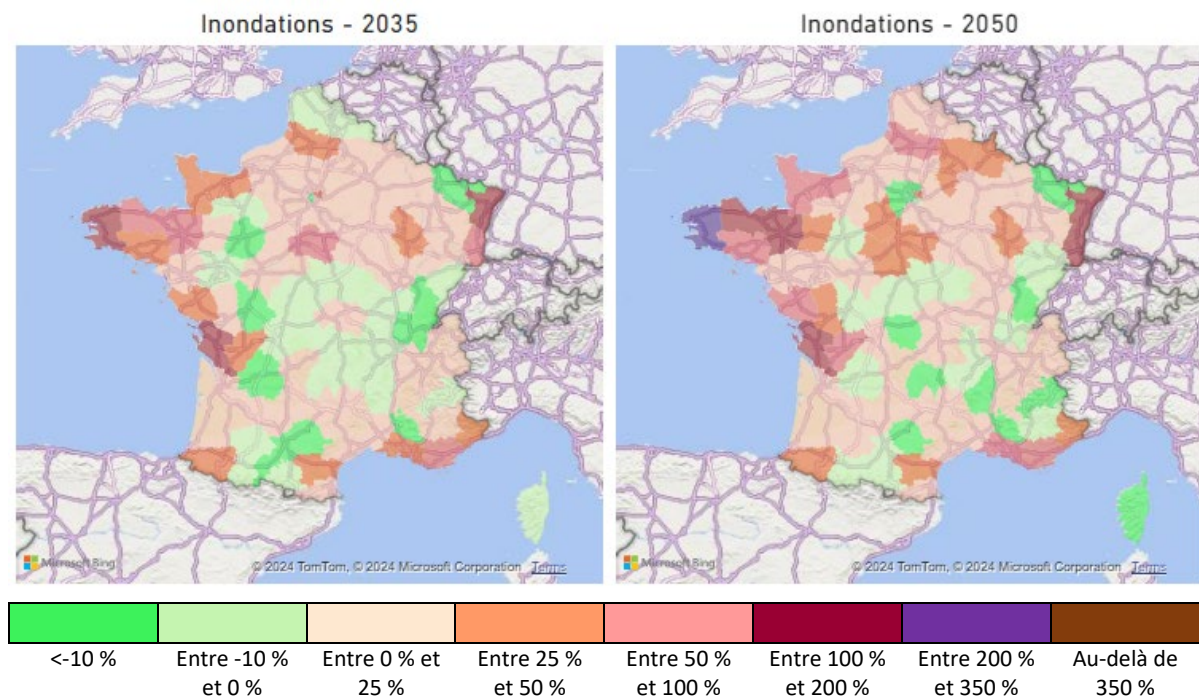 Inondations - 2035
Inondations - 2050
Microsoft Bing
© 2024 TomTom, © 2024 Microsoft Corporation Terms
Microsoft Bing
© 2024 TomTom, © 2024 Microsoft Corporation Terms
<-10 %
Entre -10 %
et 0 %
Entre 0 % et
25 %
Entre 25 %
et 50 %
Entre 50 %
et 100 %
Entre 100 %
et 200 %
Entre 200 %
et 350 %
Au-delà de
350 %